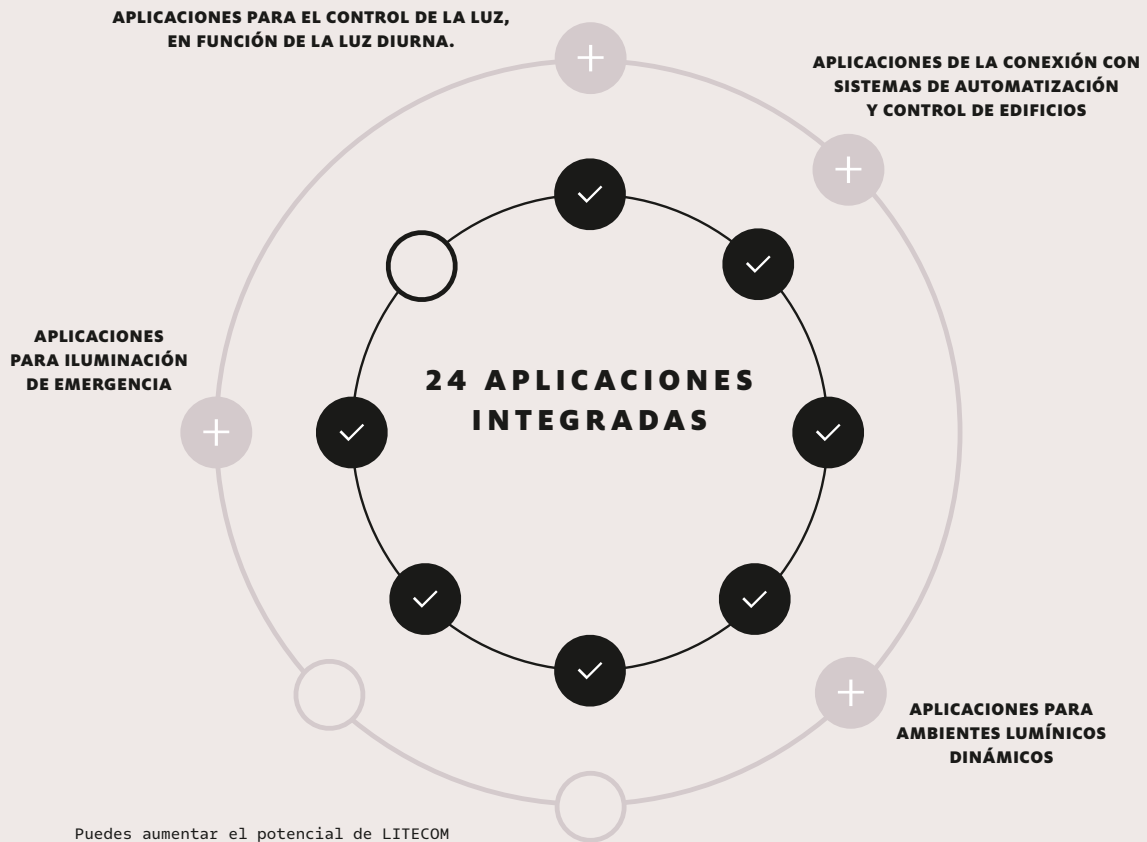 APLICACIONES PARA EL CONTROL DE LA LUZ,
EN FUNCIÓN DE LA LUZ DIURNA.
APLICACIONES DE LA CONEXIÓN CON
SISTEMAS DE AUTOMATIZACIÓN
Y CONTROL DE EDIFICIOS
APLICACIONES
PARA ILUMINACIÓN
DE EMERGENCIA
24 APLICACIONES
INTEGRADAS
APLICACIONES PARA
AMBIENTES LUMÍNICOS
DINÁMICOS
Puedes aumentar el potencial de LITECOM